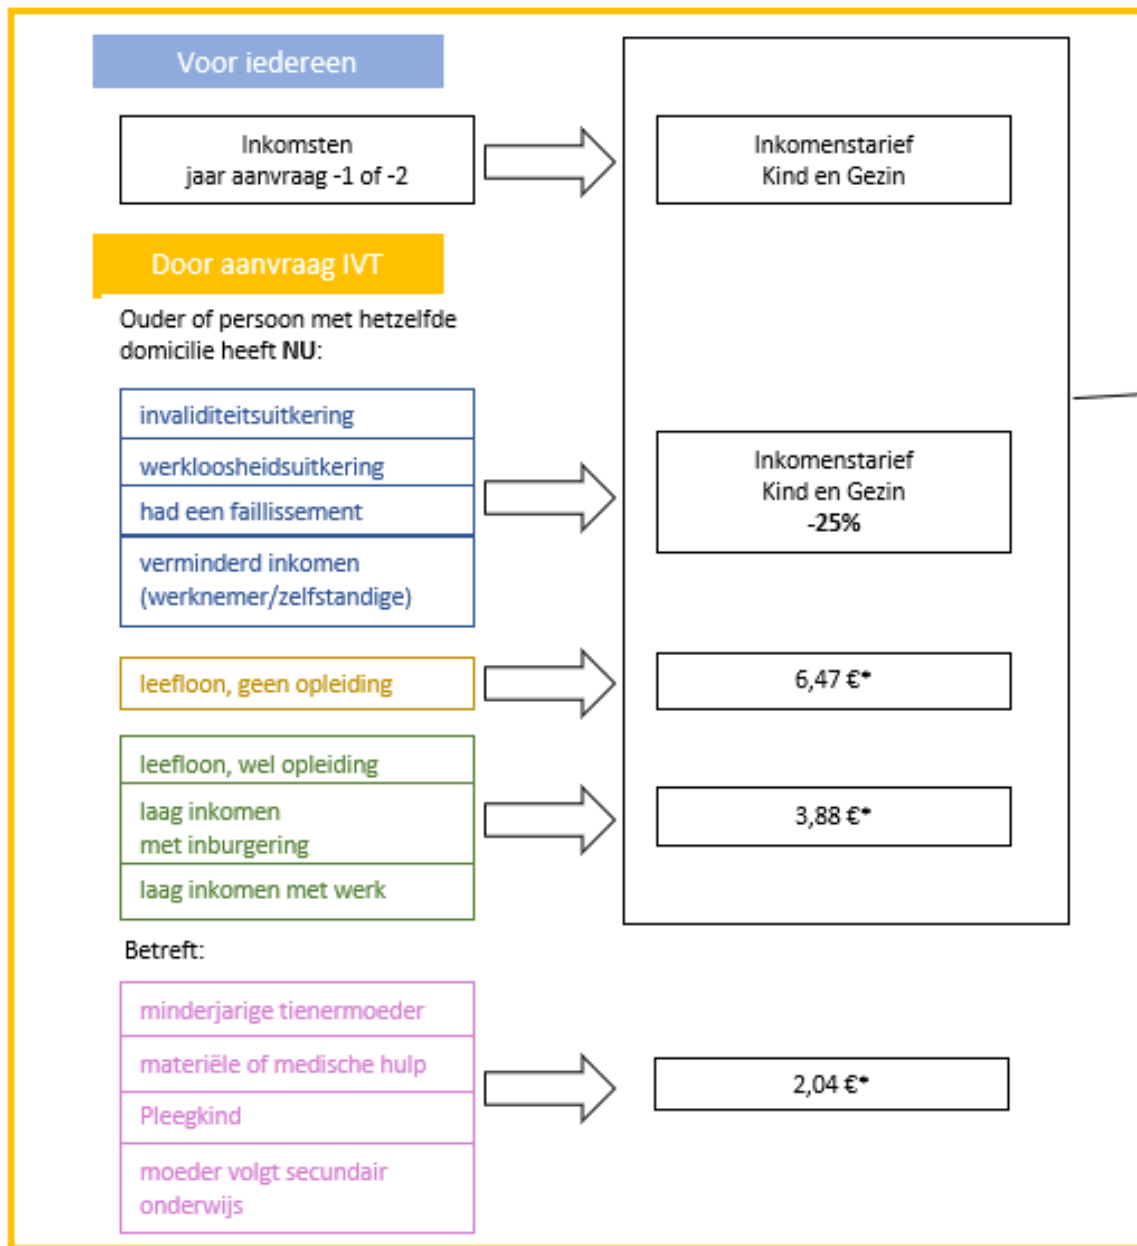 Voor iedereen
Inkomsten
jaar aanvraag -1 of -2
Inkomenstarief
Kind en Gezin
Door aanvraag IVT
Ouder of persoon met hetzelfde
domicilie heeft NU:
invaliditeitsuitkering
werkloosheidsuitkering
had een faillissement
verminderd inkomen
(werknemer/zelfstandige)
Inkomenstarief
Kind en Gezin
-25%
leefloon, geen opleiding
6,47 €*
leefloon, wel opleiding
laag inkomen
met inburgering
laag inkomen met werk
3,88 €*
Betreft:
minderjarige tienermoeder
materiële of medische hulp
Pleegkind
moeder volgt secundair
onderwijs
2,04 €*